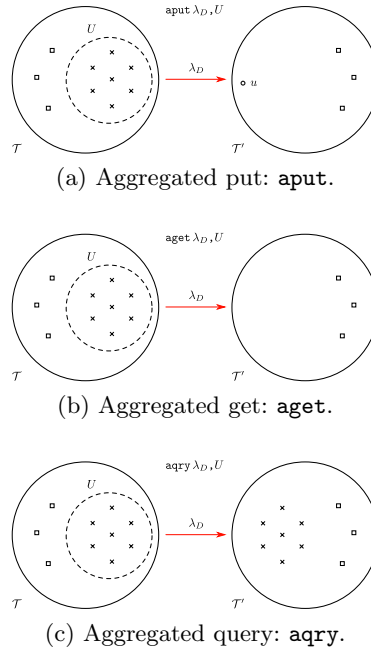 aput λ_D, U
U
λ_D
u
𝒯
𝒯′
(a) Aggregated put: aput.
aget λ_D, U
U
λ_D
𝒯
𝒯′
(b) Aggregated get: aget.
aqry λ_D, U
U
λ_D
𝒯
𝒯′
(c) Aggregated query: aqry.